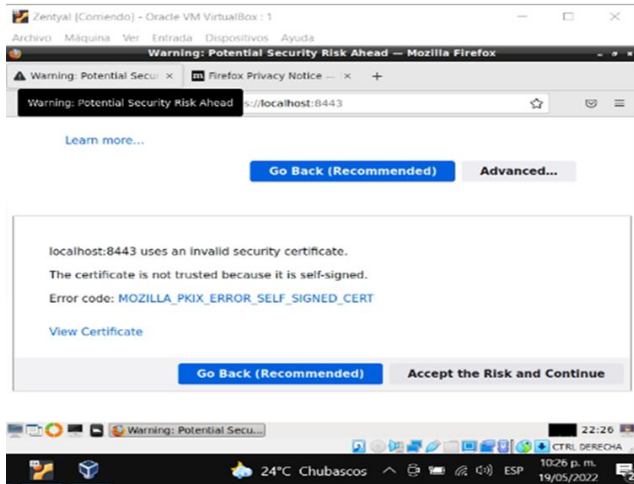 Zentyal [Corriendo] - Oracle VM VirtualBox : 1
Archivo Máquina Ver Entrada Dispositivos Ayuda
Warning: Potential Security Risk Ahead — Mozilla Firefox
Warning: Potential Secur × Firefox Privacy Notice — × +
Warning: Potential Security Risk Ahead s://localhost:8443
Learn more...
Go Back (Recommended) Advanced...
localhost:8443 uses an invalid security certificate.
The certificate is not trusted because it is self-signed.
Error code: MOZILLA_PKIX_ERROR_SELF_SIGNED_CERT
View Certificate
Go Back (Recommended) Accept the Risk and Continue
Warning: Potential Secu...] 22:26
CTRL DERECHA
24°C Chubascos ESP 10:26 p. m.
19/05/2022